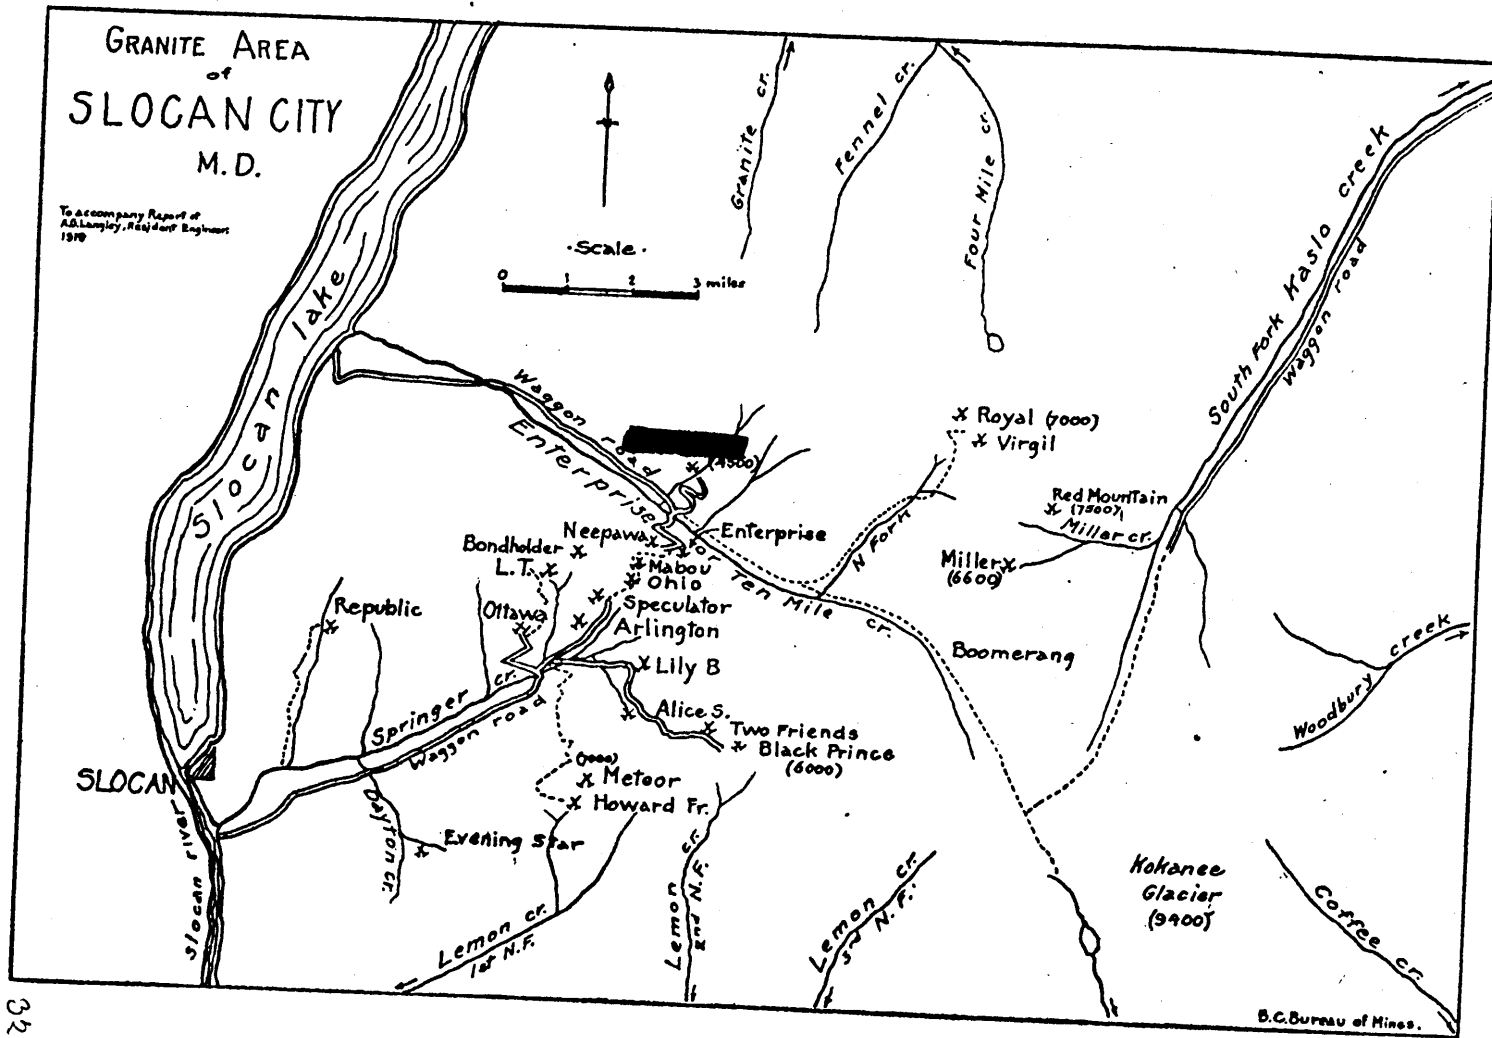 GRANITE AREA
of
SLOCAN CITY
M.D.
To accompany Report of
A.G. Langley, Resident Engineer
1918
Scale
0 1 2 3 miles
Granite cr.
Fennel cr.
Four Mile cr.
South Fork Kaslo Creek
Waggon road
Slocan lake
Waggon road
Enterprise or Ten Mile cr.
(4500)
Royal (7000)
Virgil
Red Mountain
(7500)
Miller cr.
Miller
(6600)
N Fork
Enterprise
Neepawa
Bondholder
L.T.
Mabou
Ohio
Republic
Ottawa
Speculator
Arlington
Lily B
Boomerang
Woodbury creek
Springer cr.
Waggon road
Alice S.
Two Friends
Black Prince
(6000)
SLOCAN
Slocan river
(7000)
Meteor
Howard Fr.
Dayton cr.
Evening Star
Lemon cr.
1st N.F.
Lemon cr.
2nd N.F.
Lemon cr.
3rd N.F.
Kokanee
Glacier
(9400)
Coffee cr.
B.C. Bureau of Mines.
32